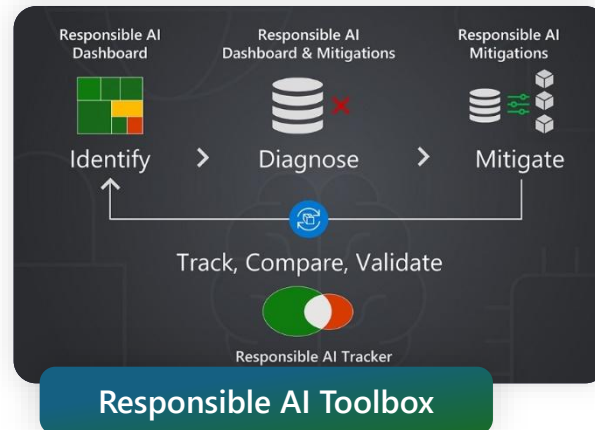 Responsible AI
Dashboard
Responsible AI
Dashboard & Mitigations
Responsible AI
Mitigations
Identify > Diagnose > Mitigate
Track, Compare, Validate
Responsible AI Tracker
Responsible AI Toolbox